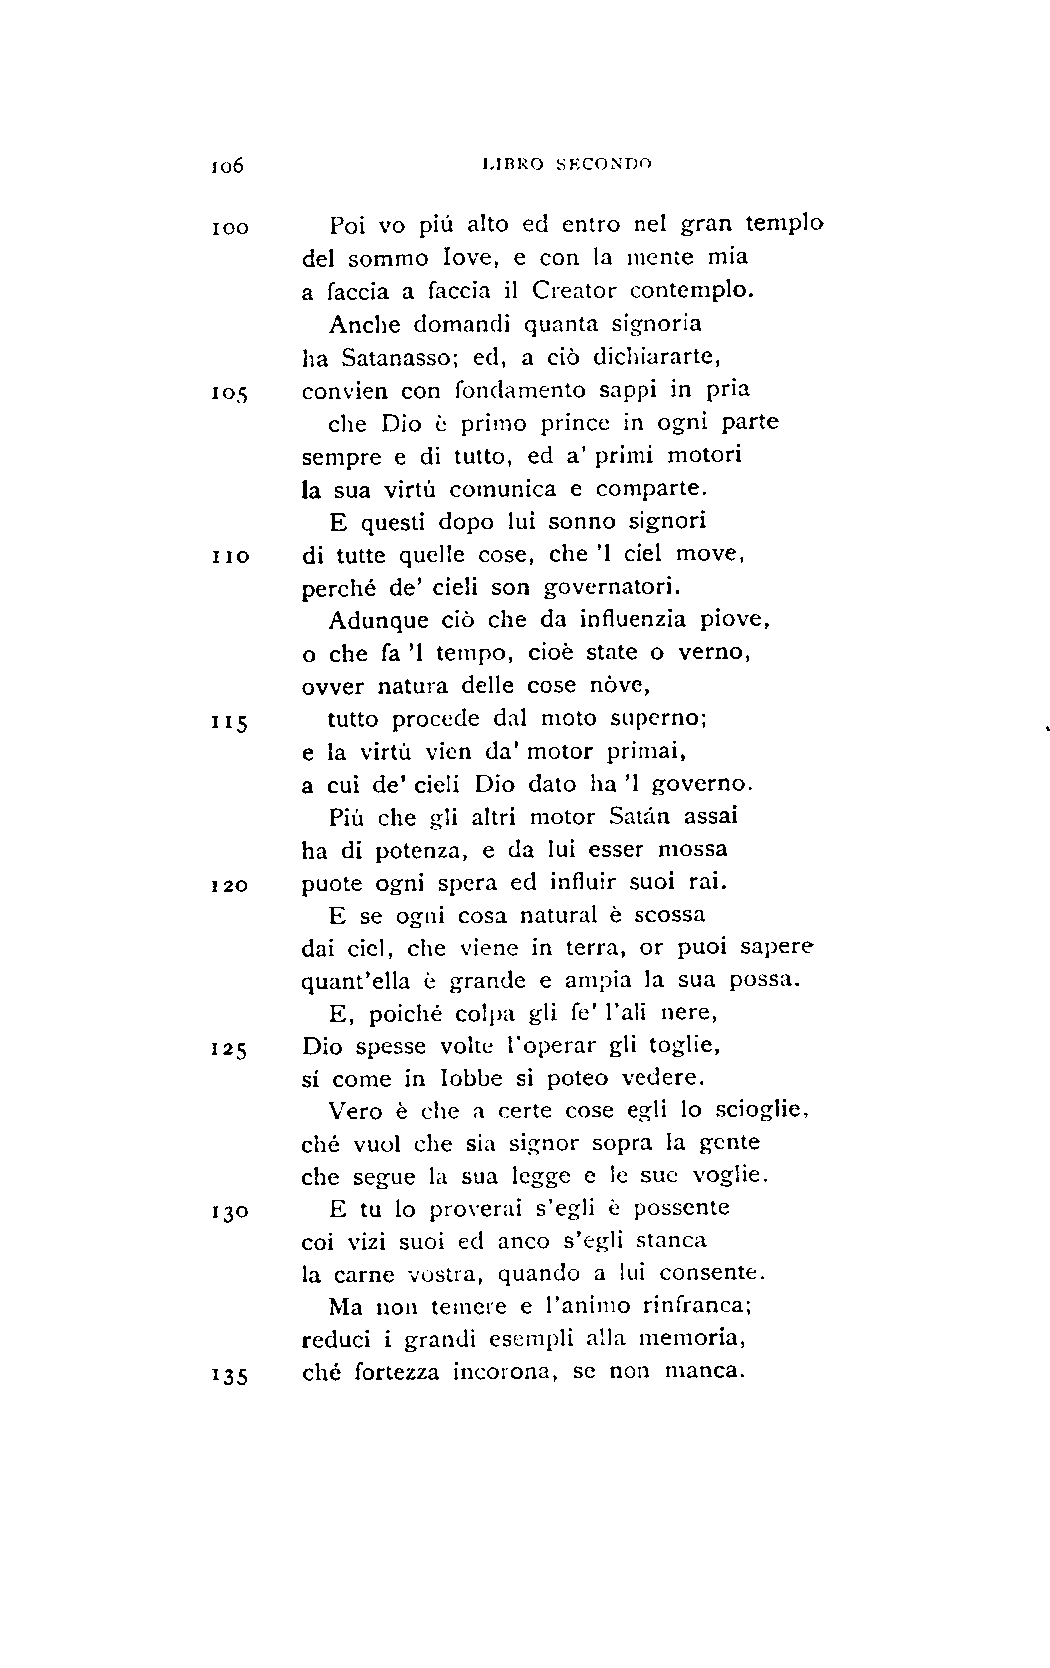 106 LIBRO SECONDO
100 Poi vo piú alto ed entro nel gran templo
del sommo Iove, e con la mente mia
a faccia a faccia il Creator contemplo.
Anche domandi quanta signoria
ha Satanasso; ed, a ciò dichiararte,
105 convien con fondamento sappi in pria
che Dio è primo prince in ogni parte
sempre e di tutto, ed a' primi motori
la sua virtù comunica e comparte.
E questi dopo lui sonno signori
110 di tutte quelle cose, che 'l ciel move,
perché de' cieli son governatori.
Adunque ciò che da influenzia piove,
o che fa 'l tempo, cioè state o verno,
ovver natura delle cose nòve,
115 tutto procede dal moto superno;
e la virtù vien da' motor primai,
a cui de' cieli Dio dato ha 'l governo.
Più che gli altri motor Satán assai
ha di potenza, e da lui esser mossa
120 puote ogni spera ed influir suoi rai.
E se ogni cosa natural è scossa
dai ciel, che viene in terra, or puoi sapere
quant'ella è grande e ampia la sua possa.
E, poiché colpa gli fe' l'ali nere,
125 Dio spesse volte l'operar gli toglie,
sí come in Iobbe si poteo vedere.
Vero è che a certe cose egli lo scioglie,
ché vuol che sia signor sopra la gente
che segue la sua legge e le sue voglie.
130 E tu lo proverai s'egli è possente
coi vizi suoi ed anco s'egli stanca
la carne vostra, quando a lui consente.
Ma non temere e l'animo rinfranca;
reduci i grandi esempli alla memoria,
135 ché fortezza incorona, se non manca.